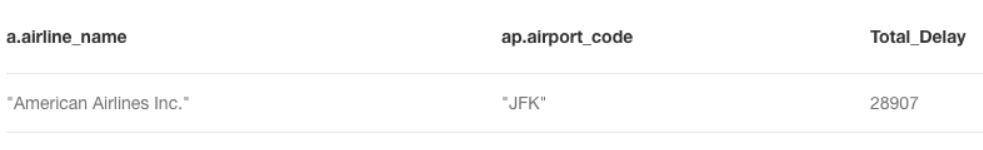 a.airline_name ap.airport_code Total_Delay
"American Airlines Inc." "JFK" 28907